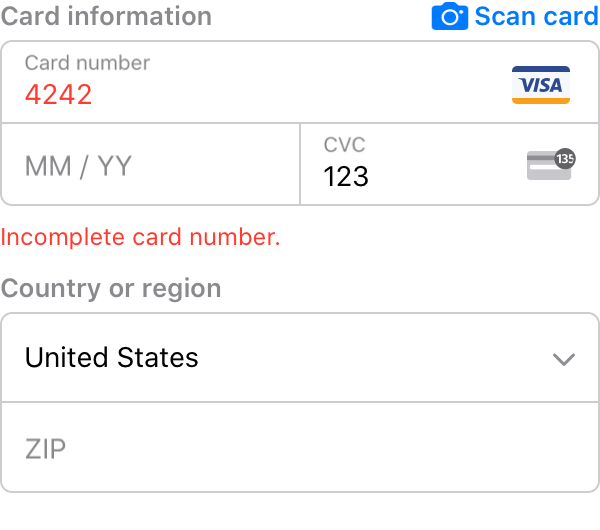 Card information
Scan card
Card number
4242
VISA
MM / YY
CVC
123
135
Incomplete card number.
Country or region
United States
ZIP